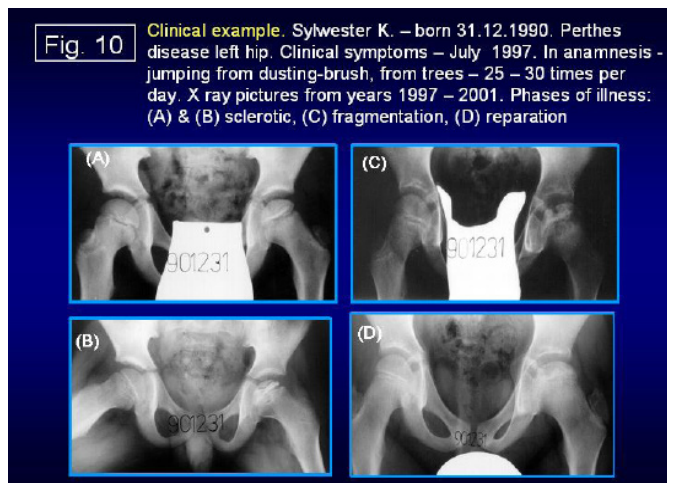 Fig. 10
Clinical example. Sylwester K. – born 31.12.1990. Perthes
disease left hip. Clinical symptoms – July 1997. In anamnesis -
jumping from dusting-brush, from trees – 25 – 30 times per
day. X ray pictures from years 1997 – 2001. Phases of illness:
(A) & (B) sclerotic, (C) fragmentation, (D) reparation
(A)
901231
(C)
901231
(B)
901231
(D)
901231